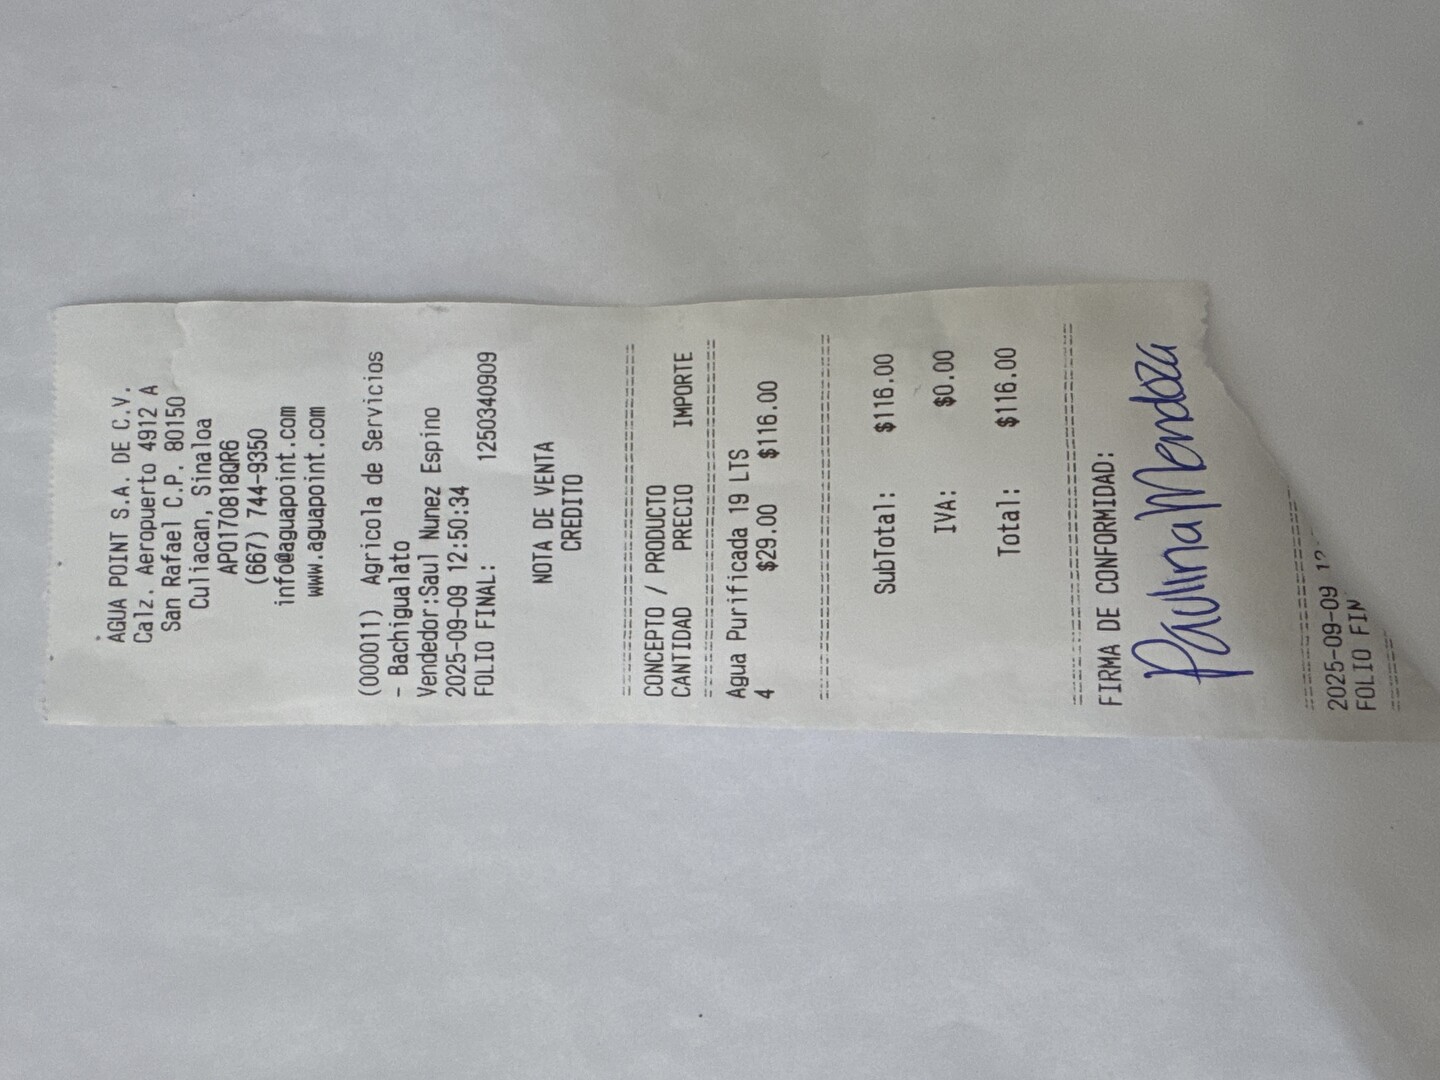 AGUA POINT S.A. DE C.V.
Calz. Aeropuerto 4912 A
San Rafael C.P. 80150
Culiacan, Sinaloa
APO170818QR6
(667) 744-9350
info@aguapoint.com
www.aguapoint.com
(000011) Agricola de Servicios
- Bachigualato
Vendedor:Saul Nunez Espino
2025-09-09 12:50:34
FOLIO FINAL: 1250340909
NOTA DE VENTA
CREDITO
CONCEPTO / PRODUCTO
CANTIDAD PRECIO IMPORTE
Agua Purificada 19 LTS
4 $29.00 $116.00
SubTotal: $116.00
IVA: $0.00
Total: $116.00
FIRMA DE CONFORMIDAD:
Paulina Mendoza
2025-09-09
FOLIO FIN